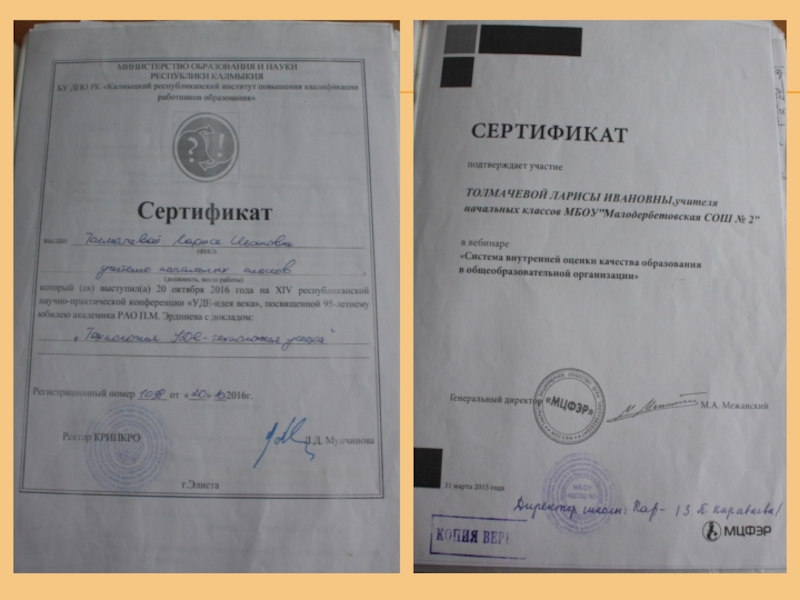 МИНИСТЕРСТВО ОБРАЗОВАНИЯ И НАУКИ
РЕСПУБЛИКИ КАЛМЫКИЯ
БУ ДПО РК «Калмыцкий республиканский институт повышения квалификации
работников образования»
?!
Сертификат
выдан Толмачевой Ларисе Ивановне
(ФИО)
учителю начальных классов
(должность, место работы)
который (ая) выступил(а) 20 октября 2016 года на XIV республиканской
научно-практической конференции «УДЕ-идея века», посвященной 95-летнему
юбилею академика РАО П.М. Эрдниева с докладом:
„Технология УДЕ-технология успеха"
Регистрационный номер от «20» 2016г.
Ректор КРИПКРО Л.Д. Мунчинова
г.Элиста
СЕРТИФИКАТ
подтверждает участие
ТОЛМАЧЕВОЙ ЛАРИСЫ ИВАНОВНЫ,учителя
начальных классов МБОУ"Малодербетовская СОШ № 2"
в вебинаре
«Система внутренней оценки качества образования
в общеобразовательной организации»
Генеральный директор «МЦФЭР» М.А. Межанский
31 марта 2015 года
Директор школы:
КОПИЯ ВЕР
МЦФЭР